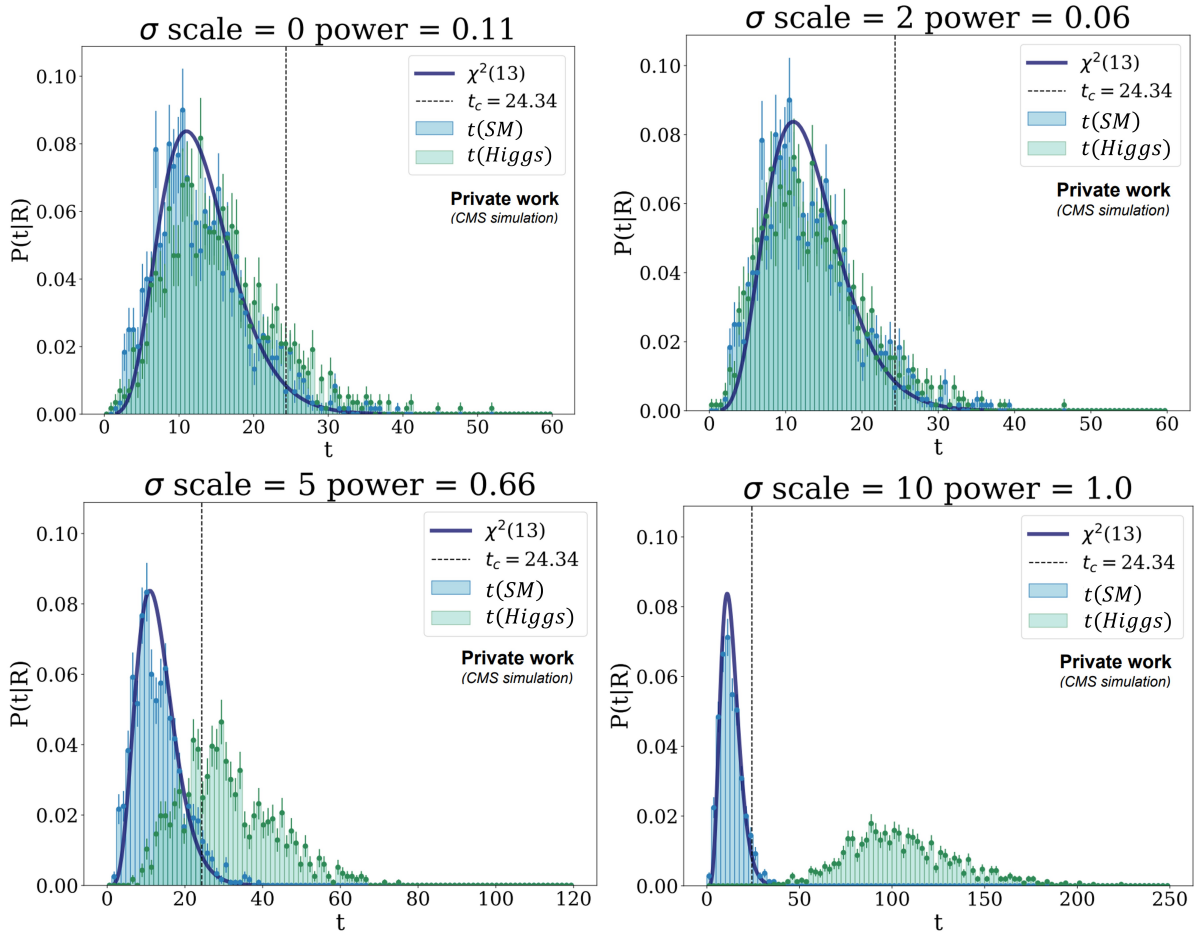 σ scale = 0 power = 0.11
P(t|R)
0.10
0.08
0.06
0.04
0.02
0.00
χ²(13)
t_c = 24.34
t(SM)
t(Higgs)
Private work
(CMS simulation)
0 10 20 30 40 50 60
t
σ scale = 2 power = 0.06
P(t|R)
0.10
0.08
0.06
0.04
0.02
0.00
χ²(13)
t_c = 24.34
t(SM)
t(Higgs)
Private work
(CMS simulation)
0 10 20 30 40 50 60
t
σ scale = 5 power = 0.66
P(t|R)
0.10
0.08
0.06
0.04
0.02
0.00
χ²(13)
t_c = 24.34
t(SM)
t(Higgs)
Private work
(CMS simulation)
0 20 40 60 80 100 120
t
σ scale = 10 power = 1.0
P(t|R)
0.10
0.08
0.06
0.04
0.02
0.00
χ²(13)
t_c = 24.34
t(SM)
t(Higgs)
Private work
(CMS simulation)
0 50 100 150 200 250
t